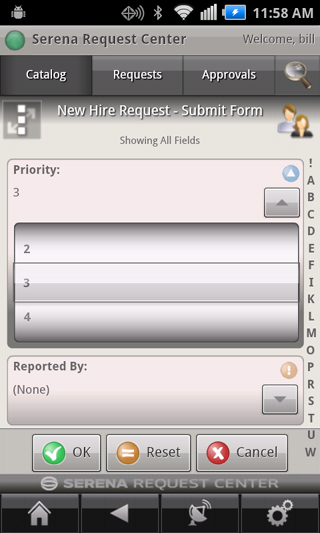 11:58 AM
Serena Request Center Welcome, bill
Catalog Requests Approvals
New Hire Request - Submit Form
Showing All Fields
Priority:
3
2
3
4
Reported By:
(None)
!
A
B
C
D
E
F
I
K
L
M
O
P
R
S
T
U
W
OK Reset Cancel
SERENA REQUEST CENTER